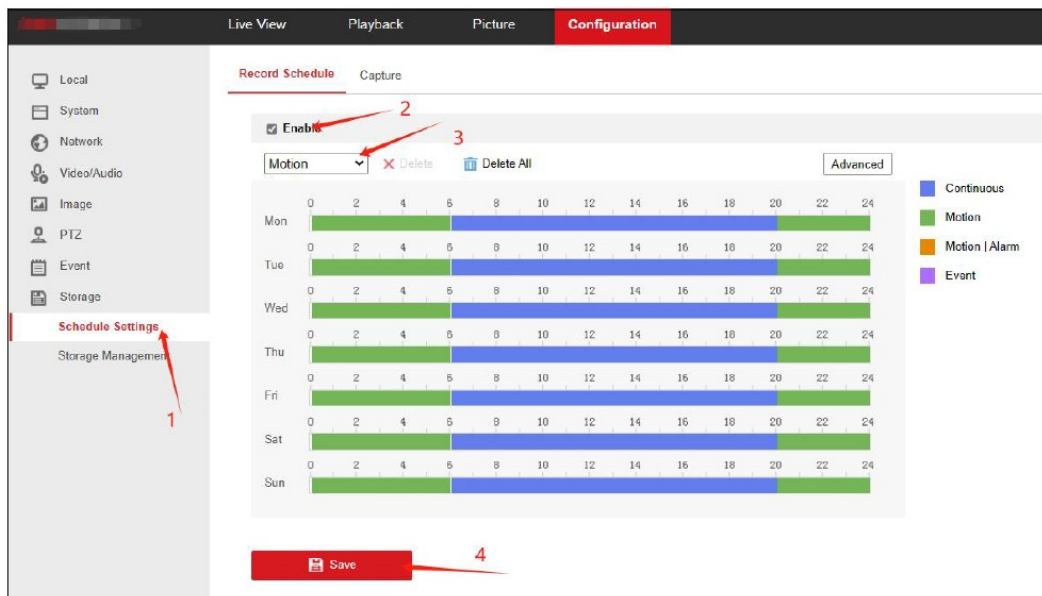 Live View Playback Picture Configuration
Local
System
Network
Video/Audio
Image
PTZ
Event
Storage
Schedule Settings
Storage Management
1
Record Schedule Capture
2
Enable
3
Motion Delete Delete All Advanced
0 2 4 6 8 10 12 14 16 18 20 22 24
Mon
0 2 4 6 8 10 12 14 16 18 20 22 24
Tue
0 2 4 6 8 10 12 14 16 18 20 22 24
Wed
0 2 4 6 8 10 12 14 16 18 20 22 24
Thu
0 2 4 6 8 10 12 14 16 18 20 22 24
Fri
0 2 4 6 8 10 12 14 16 18 20 22 24
Sat
0 2 4 6 8 10 12 14 16 18 20 22 24
Sun
Continuous
Motion
Motion | Alarm
Event
Save
4